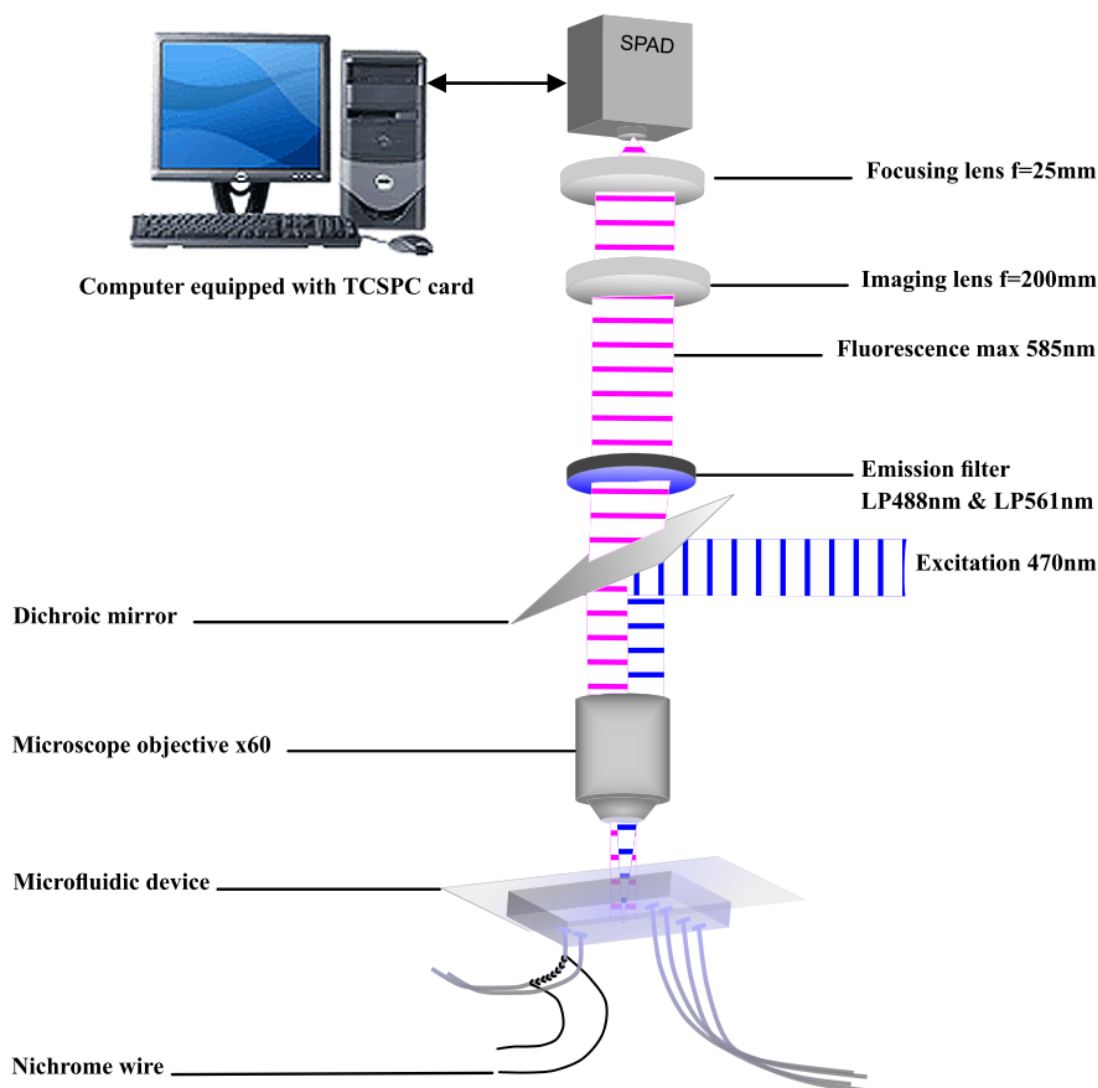 SPAD
Focusing lens f=25mm
Imaging lens f=200mm
Computer equipped with TCSPC card
Fluorescence max 585nm
Emission filter
LP488nm & LP561nm
Excitation 470nm
Dichroic mirror
Microscope objective x60
Microfluidic device
Nichrome wire